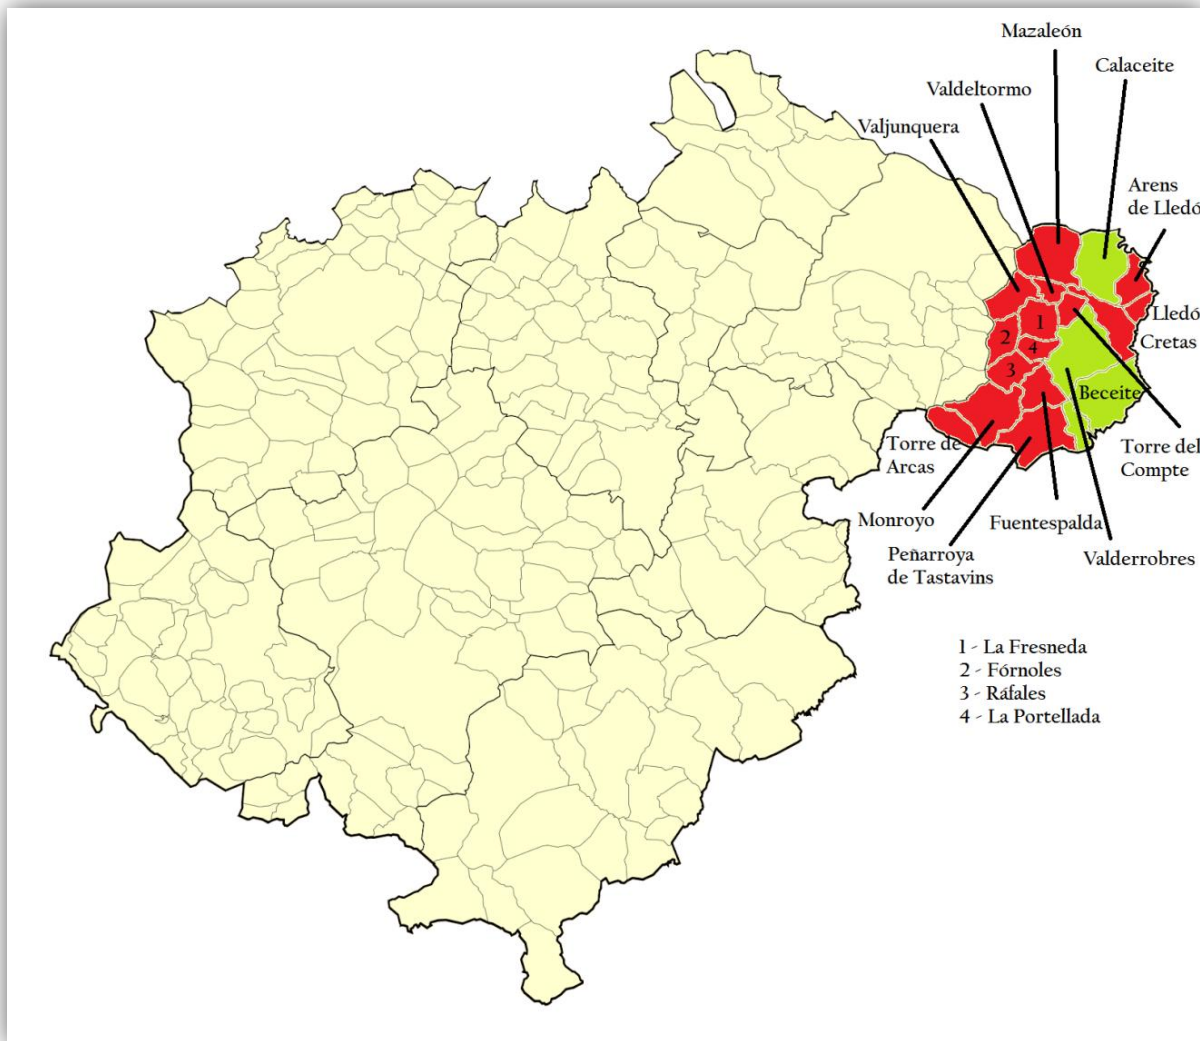 Mazaleón
Calaceite
Valdeltormo
Valjunquera
Arens
de Lledó
Lledó
1
2
Cretas
4
3
Beceite
Torre de
Arcas
Torre del
Compte
Monroyo
Fuentespalda
Peñarroya
de Tastavins
Valderrobres
1 - La Fresneda
2 - Fórnoles
3 - Ráfales
4 - La Portellada